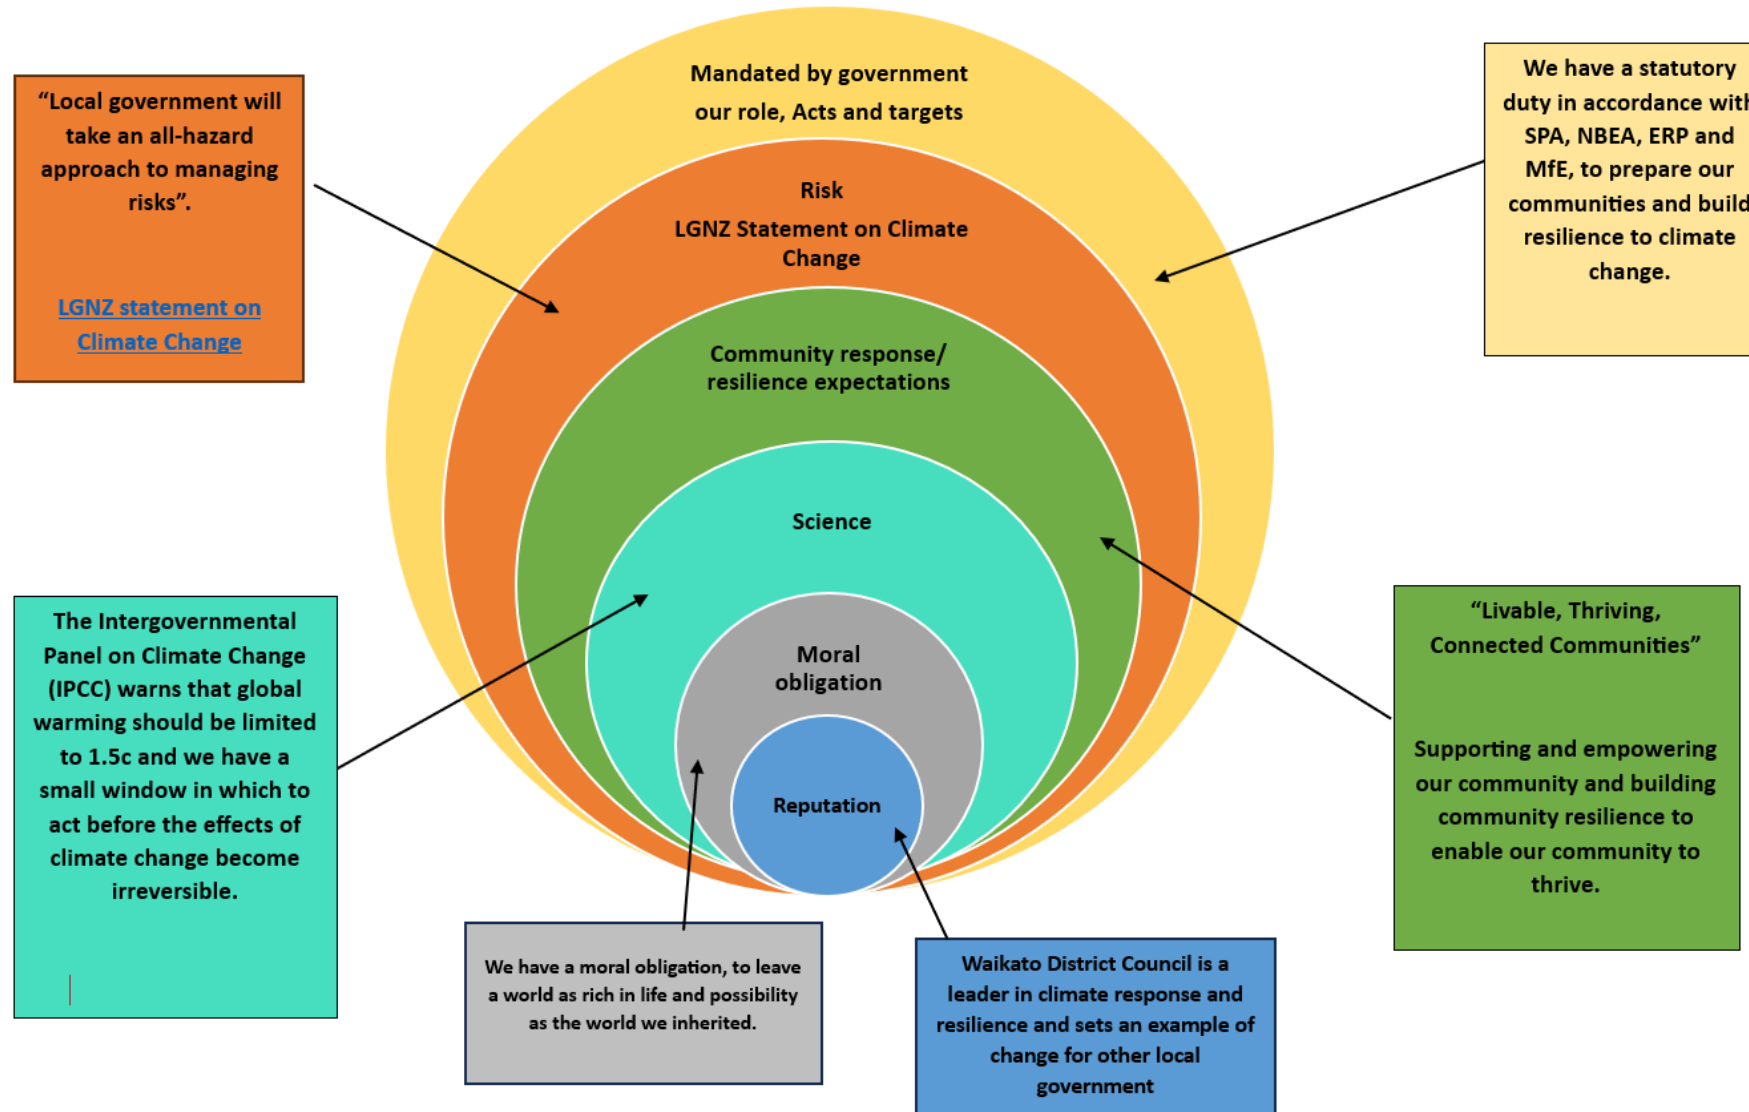 Mandated by government
our role, Acts and targets
Risk
LGNZ Statement on Climate
Change
Community response/
resilience expectations
Science
Moral
obligation
Reputation
“Local government will
take an all-hazard
approach to managing
risks”.
LGNZ statement on
Climate Change
We have a statutory
duty in accordance with
SPA, NBEA, ERP and
MfE, to prepare our
communities and build
resilience to climate
change.
The Intergovernmental
Panel on Climate Change
(IPCC) warns that global
warming should be limited
to 1.5c and we have a
small window in which to
act before the effects of
climate change become
irreversible.
“Livable, Thriving,
Connected Communities”
Supporting and empowering
our community and building
community resilience to
enable our community to
thrive.
We have a moral obligation, to leave
a world as rich in life and possibility
as the world we inherited.
Waikato District Council is a
leader in climate response and
resilience and sets an example of
change for other local
government